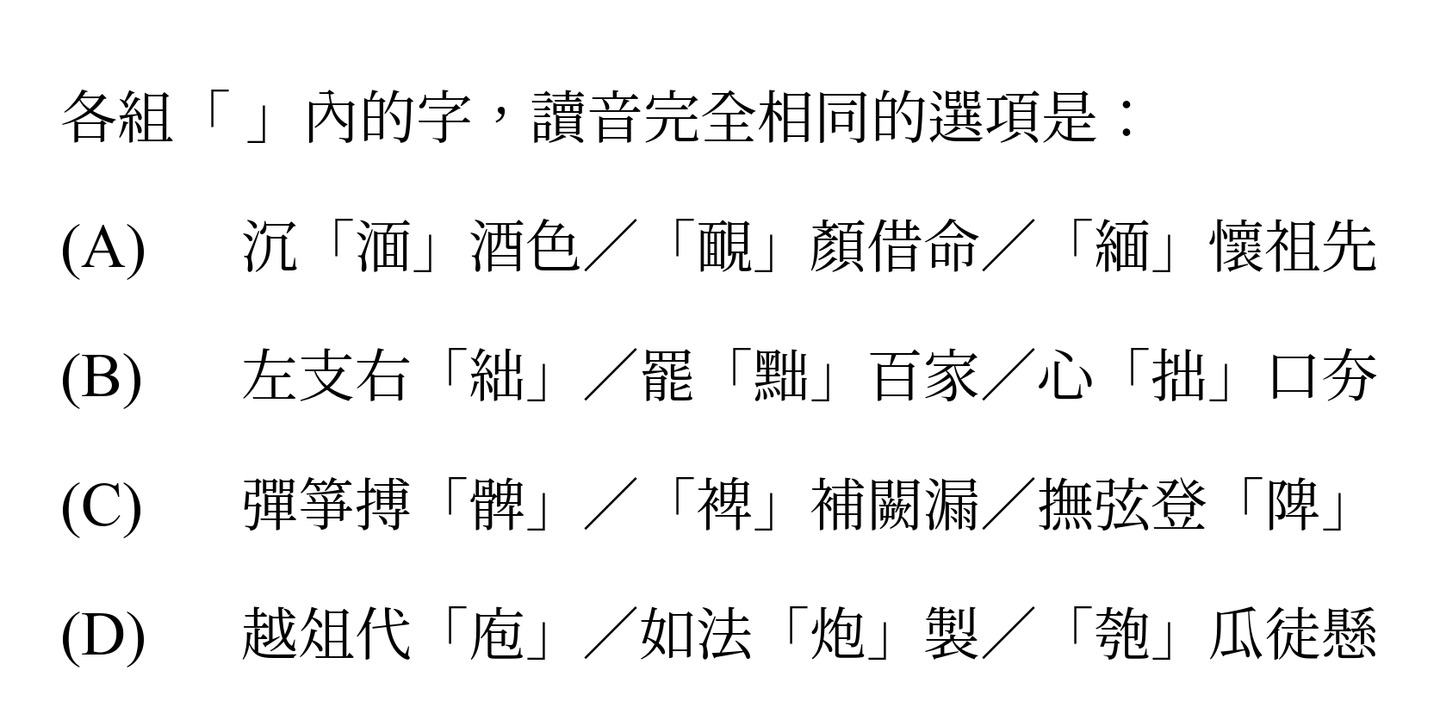 各組「 」內的字，讀音完全相同的選項是：
(A) 沉「湎」酒色／「靦」顏借命／「緬」懷祖先
(B) 左支右「絀」／罷「黜」百家／心「拙」口夯
(C) 彈箏搏「髀」／「裨」補闕漏／撫弦登「陴」
(D) 越俎代「庖」／如法「炮」製／「匏」瓜徒懸